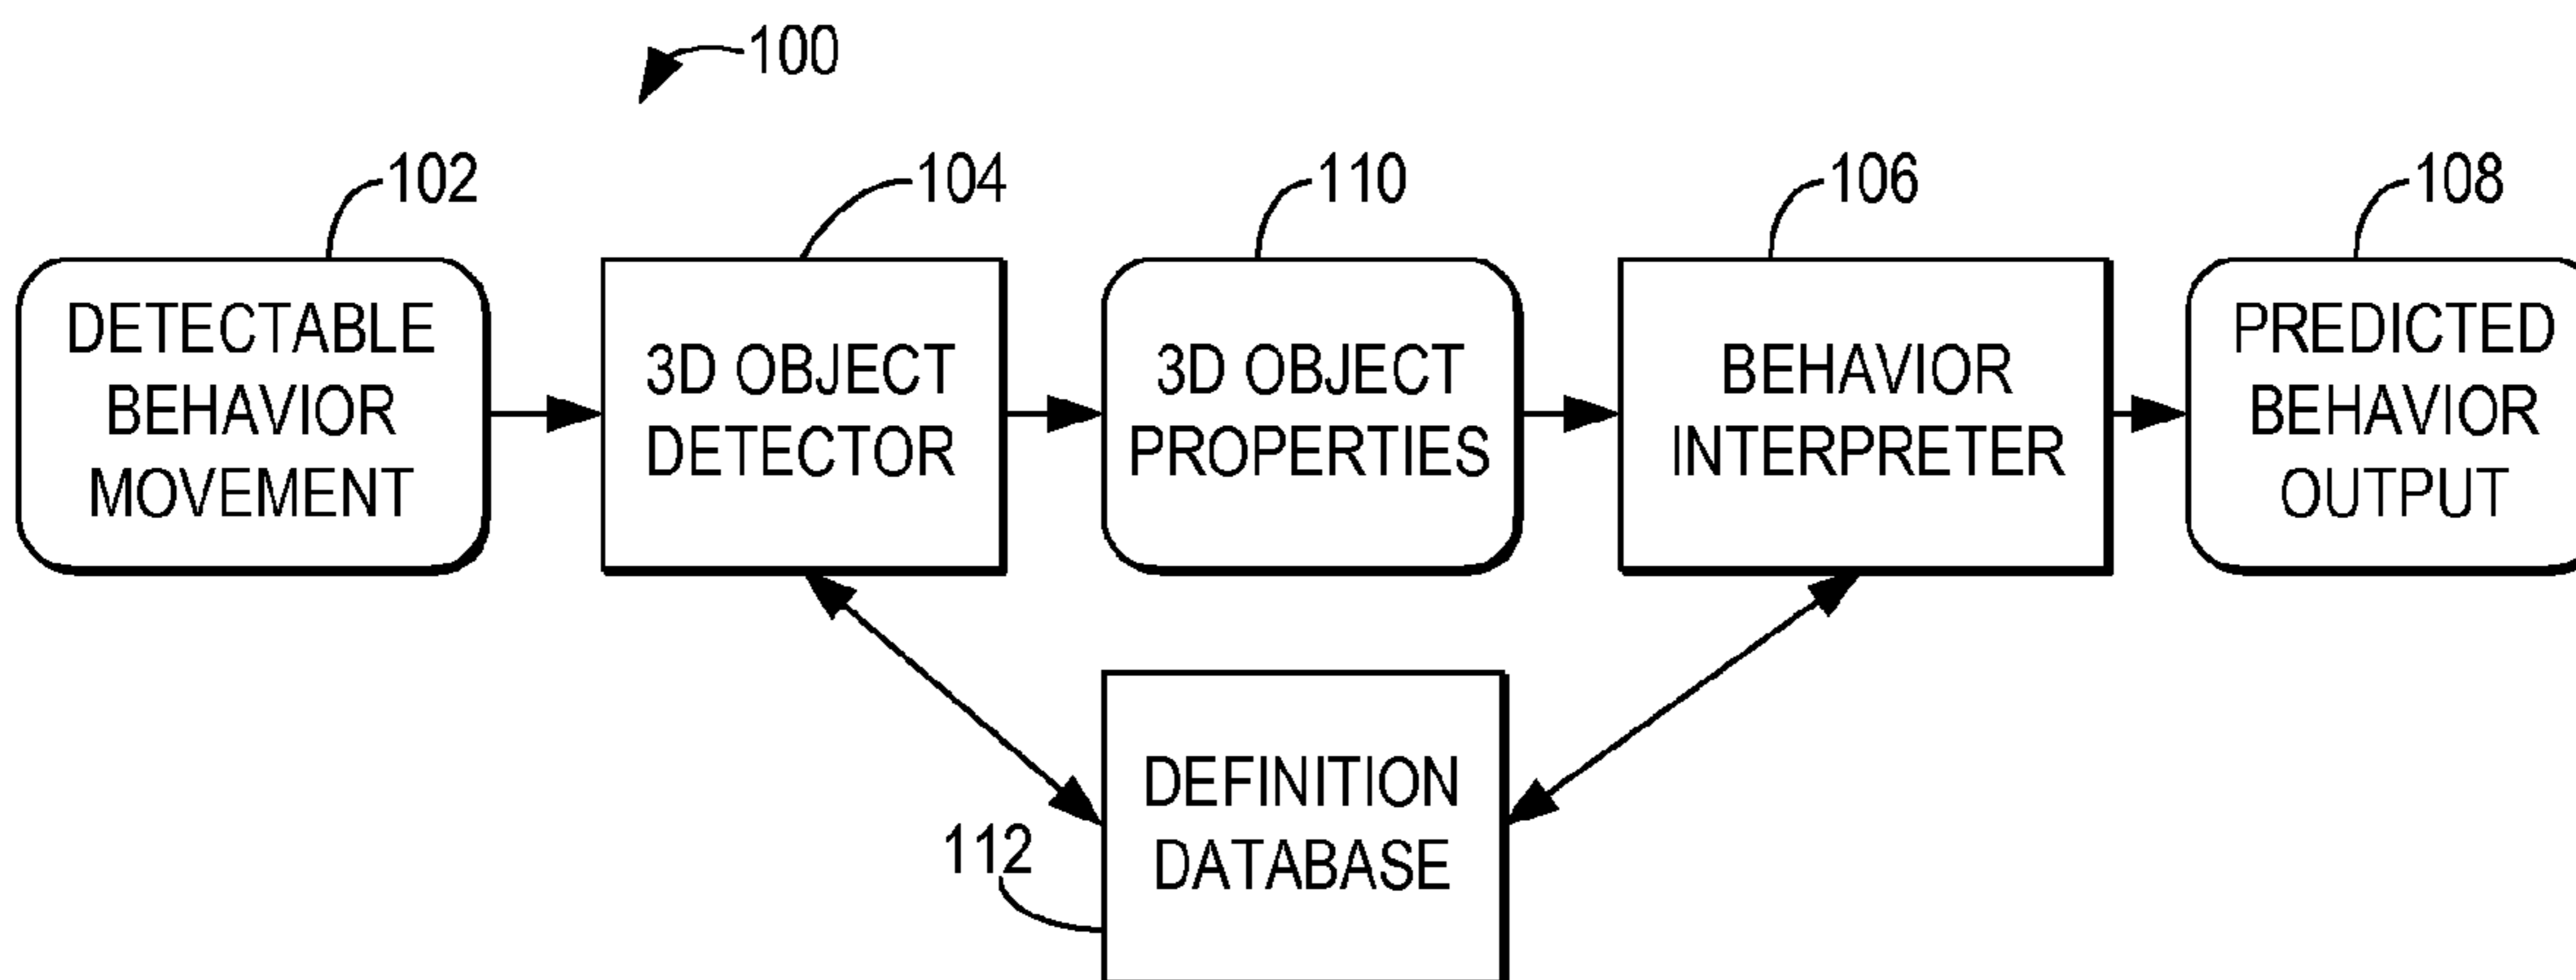 100
102
104
110
106
108
DETECTABLE
BEHAVIOR
MOVEMENT
3D OBJECT
DETECTOR
3D OBJECT
PROPERTIES
BEHAVIOR
INTERPRETER
PREDICTED
BEHAVIOR
OUTPUT
112
DEFINITION
DATABASE